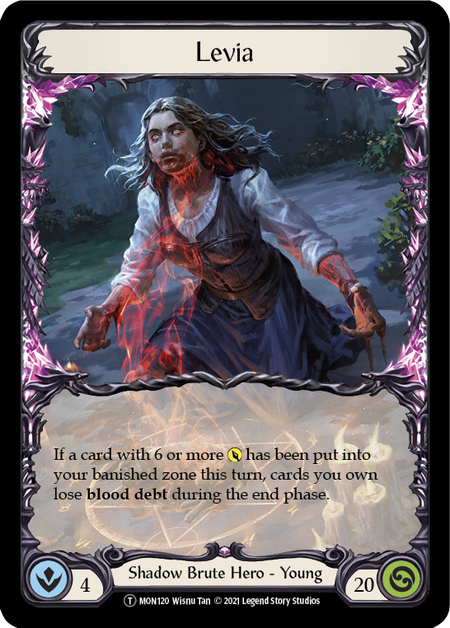 Levia
If a card with 6 or more has been put into
your banished zone this turn, cards you own
lose blood debt during the end phase.
4
Shadow Brute Hero - Young
20
T MON120 Wisnu Tan © 2021 Legend Story Studios